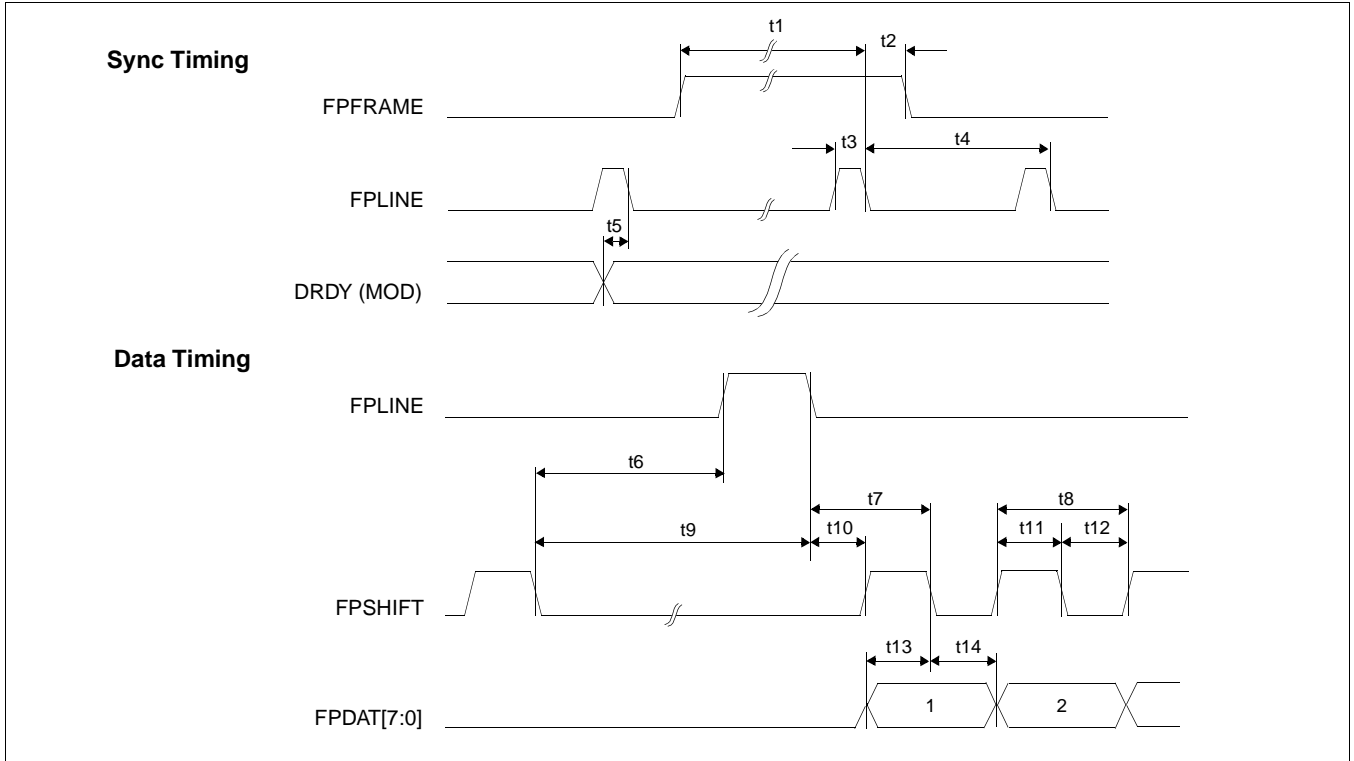 Sync Timing
t1
t2
FPFRAME
t3
t4
FPLINE
t5
DRDY (MOD)
Data Timing
FPLINE
t6
t7
t8
t9
t10
t11
t12
FPSHIFT
t13
t14
FPDAT[7:0]
1
2